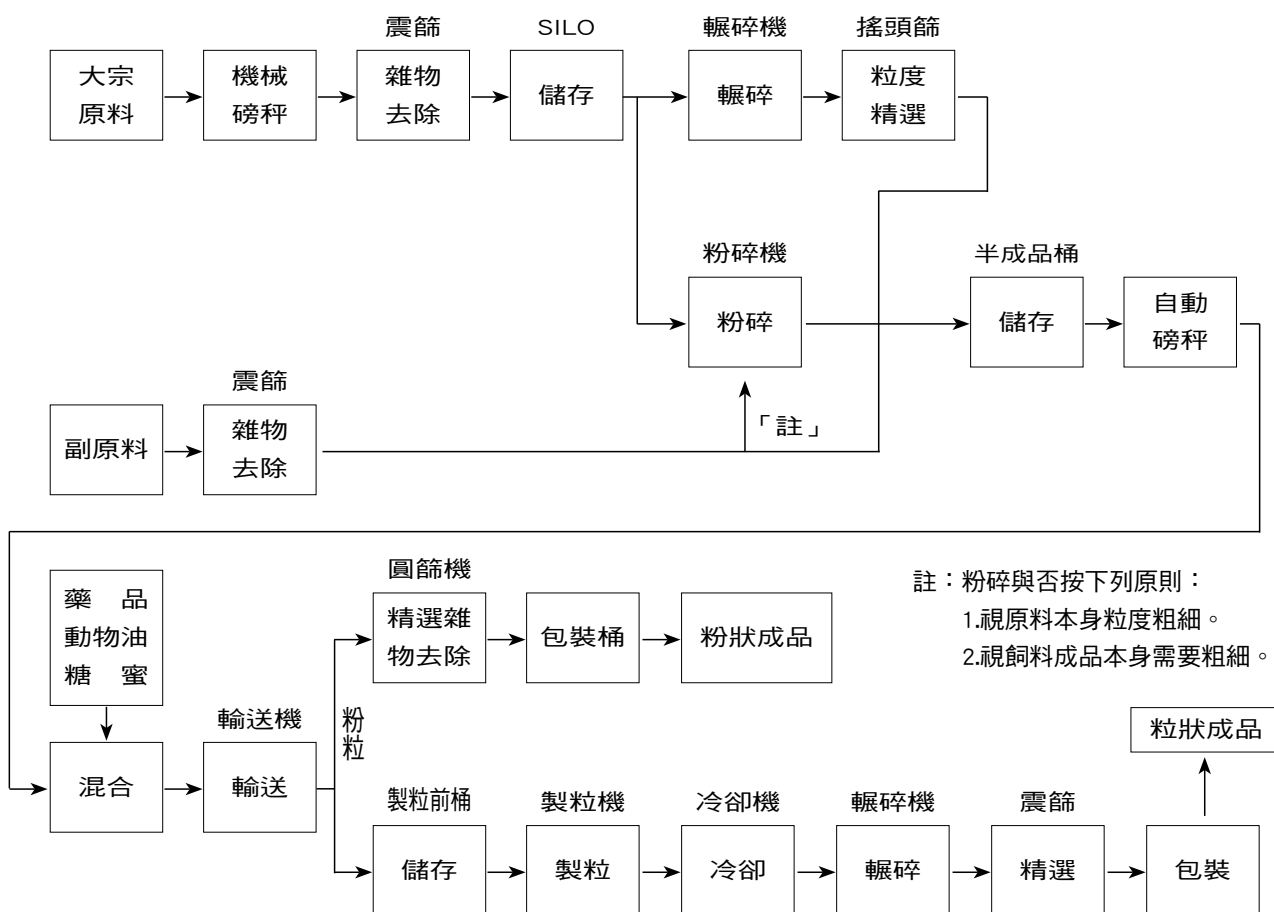 震篩
SILO
輾碎機
搖頭篩
大宗
原料
機械
磅秤
雜物
去除
儲存
輾碎
粒度
精選
粉碎機
半成品桶
粉碎
儲存
自動
磅秤
震篩
副原料
雜物
去除
「註」
藥 品
動物油
糖 蜜
圓篩機
精選雜
物去除
包裝桶
粉狀成品
註：粉碎與否按下列原則：
1.視原料本身粒度粗細。
2.視飼料成品本身需要粗細。
混合
輸送機
輸送
粉
粒
粒狀成品
製粒前桶
製粒機
冷卻機
輾碎機
震篩
儲存
製粒
冷卻
輾碎
精選
包裝